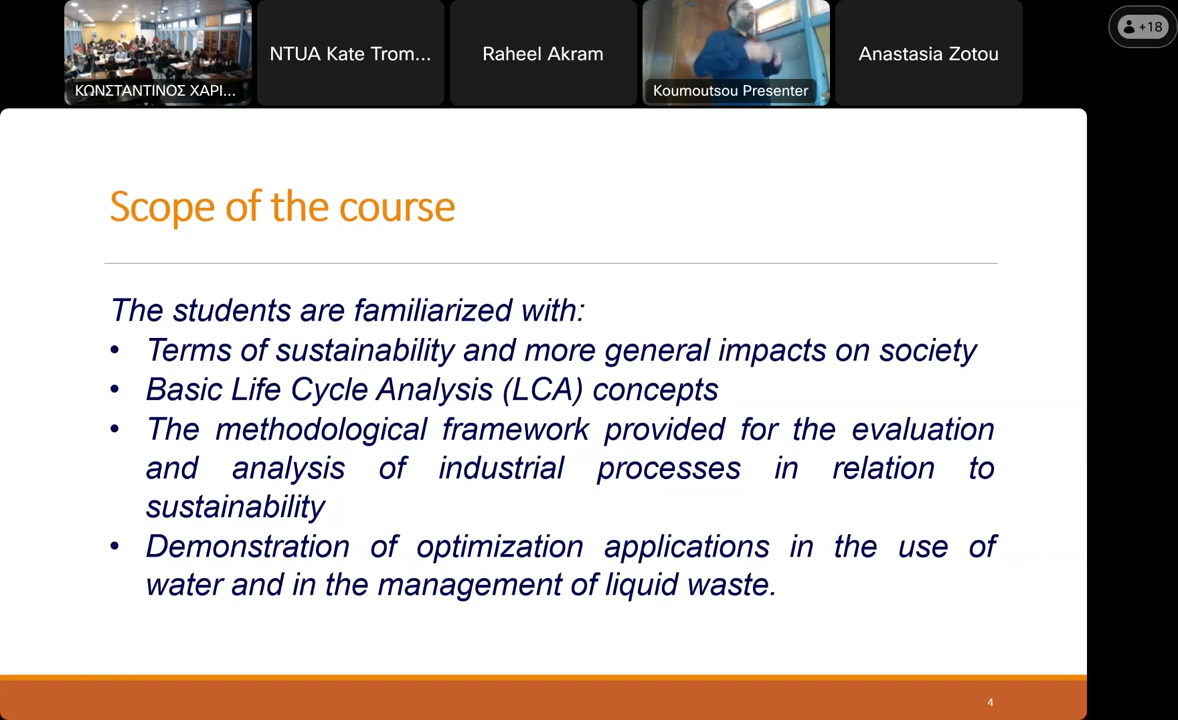 ΚΩΝΣΤΑΝΤΙΝΟΣ ΧΑΡΙ...
NTUA Kate Trom...
Raheel Akram
Koumoutsou Presenter
Anastasia Zotou
+18
Scope of the course
The students are familiarized with:
• Terms of sustainability and more general impacts on society
• Basic Life Cycle Analysis (LCA) concepts
• The methodological framework provided for the evaluation
and analysis of industrial processes in relation to
sustainability
• Demonstration of optimization applications in the use of
water and in the management of liquid waste.
4